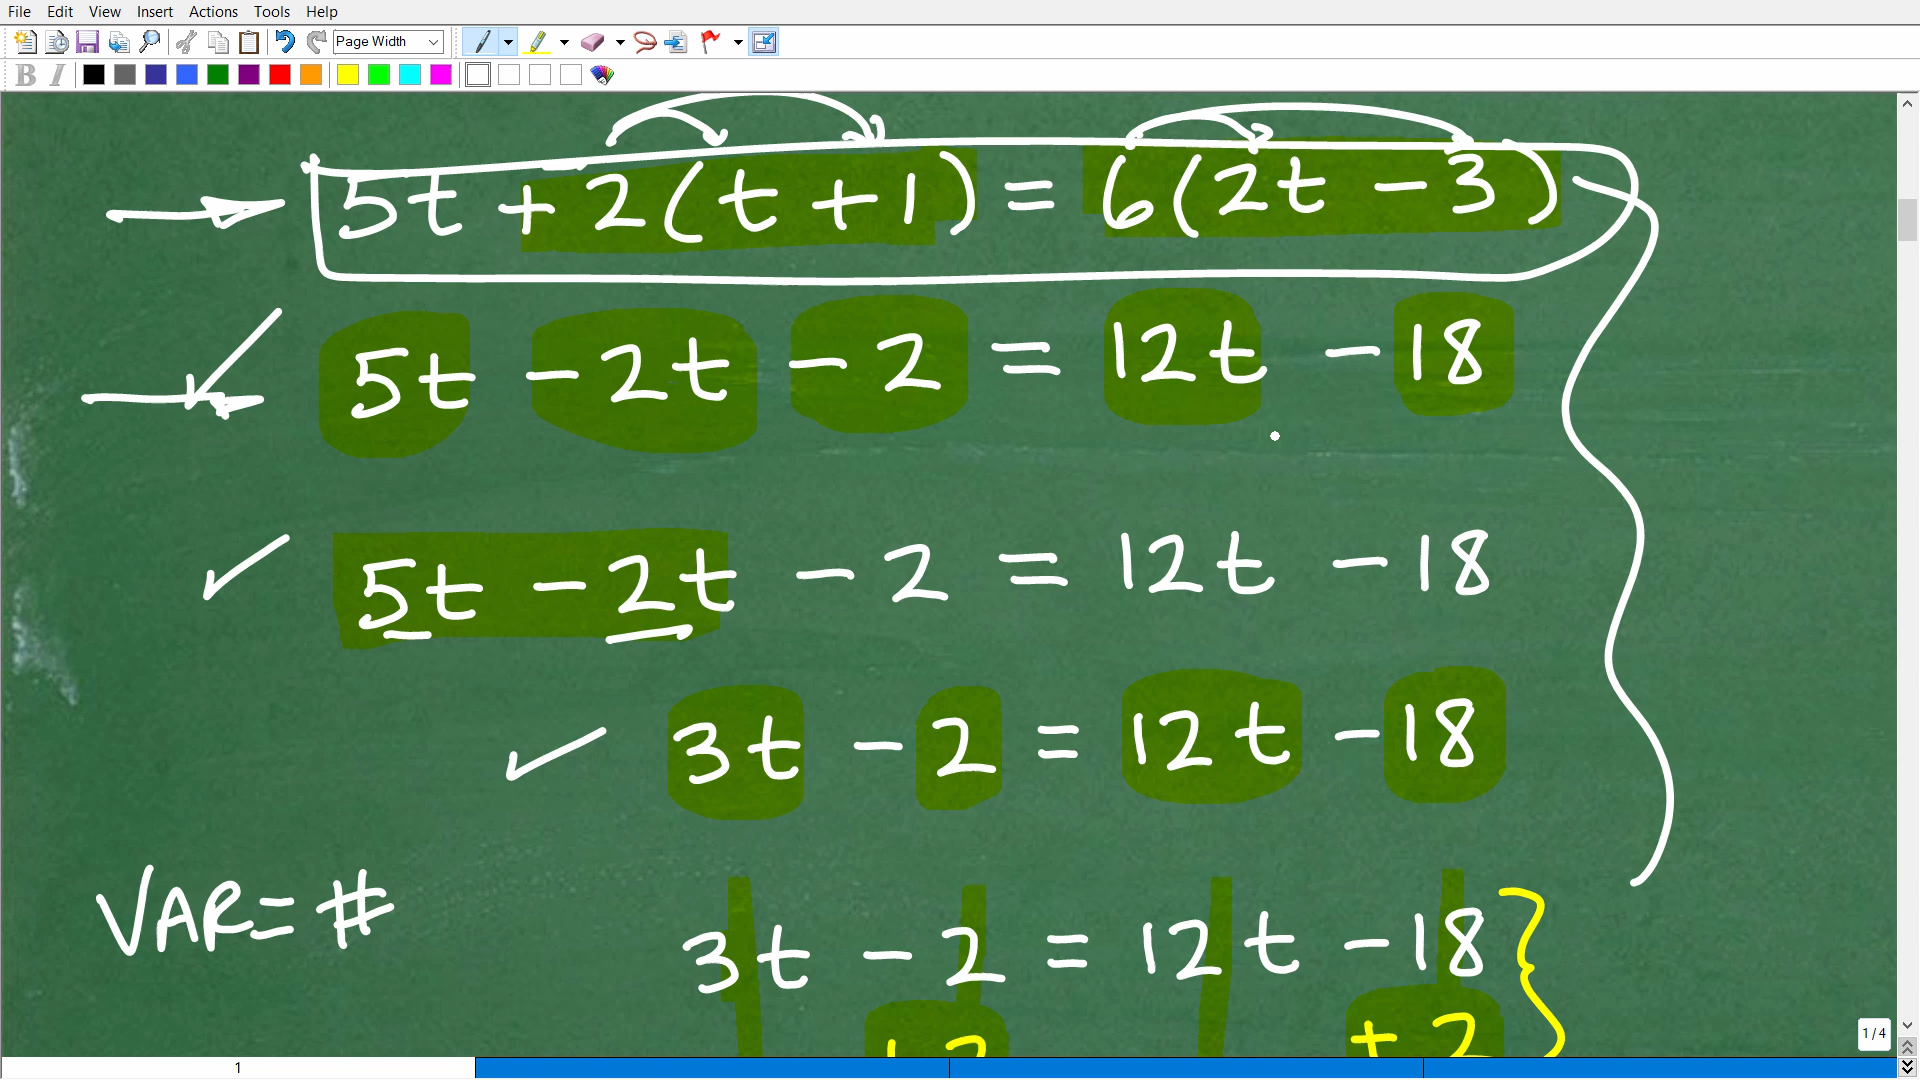 File Edit View Insert Actions Tools Help
Page Width
B I
5t + 2(t + 1) = 6(2t - 3)
5t - 2t - 2 = 12t - 18
5t - 2t - 2 = 12t - 18
3t - 2 = 12t - 18
VAR= #
3t - 2 = 12t - 18
+ 2
1/4
1